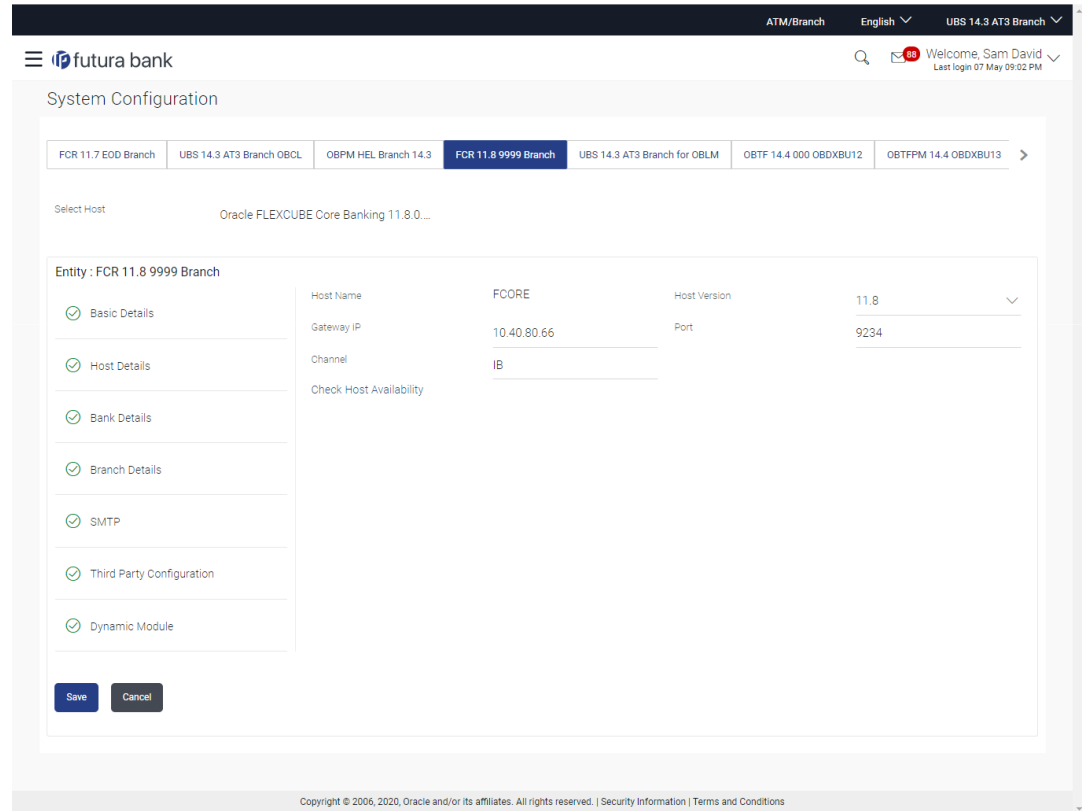 ATM/Branch English UBS 14.3 AT3 Branch
futura bank 88 Welcome, Sam David
Last login 07 May 09:02 PM
System Configuration
FCR 11.7 EOD Branch UBS 14.3 AT3 Branch OBCL OBPM HEL Branch 14.3 FCR 11.8 9999 Branch UBS 14.3 AT3 Branch for OBLM OBTF 14.4 000 OBDXBU12 OBTFPM 14.4 OBDXBU13
Select Host Oracle FLEXCUBE Core Banking 11.8.0....
Entity : FCR 11.8 9999 Branch
Basic Details
Host Details
Bank Details
Branch Details
SMTP
Third Party Configuration
Dynamic Module
Host Name FCORE Host Version 11.8
Gateway IP 10.40.80.66 Port 9234
Channel IB
Check Host Availability
Save Cancel
Copyright © 2006, 2020, Oracle and/or its affiliates. All rights reserved. | Security Information | Terms and Conditions